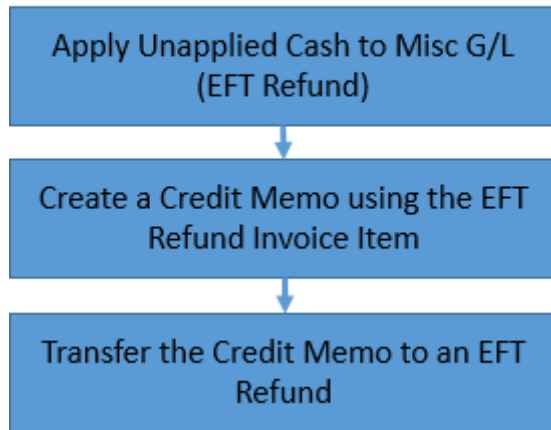 Apply Unapplied Cash to Misc G/L
(EFT Refund)
Create a Credit Memo using the EFT
Refund Invoice Item
Transfer the Credit Memo to an EFT
Refund